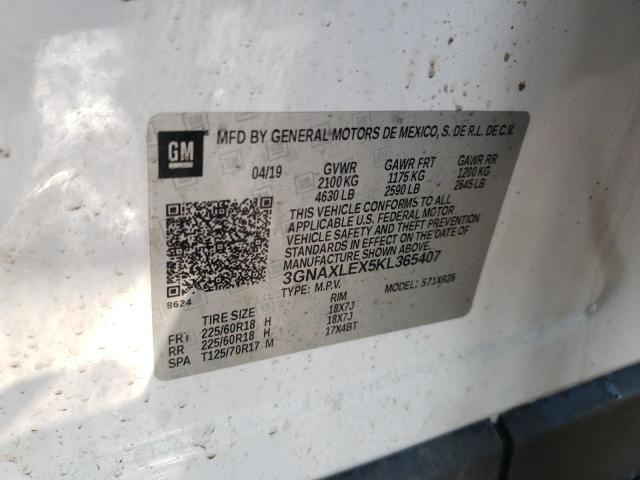 GM MFD BY GENERAL MOTORS DE MEXICO, S. DE R.L. DE C.V.
04/19 GVWR GAWR FRT GAWR RR
2100 KG 1175 KG 1200 KG
4630 LB 2590 LB 2645 LB
THIS VEHICLE CONFORMS TO ALL
APPLICABLE U.S. FEDERAL MOTOR
VEHICLE SAFETY AND THEFT PREVENTION
STANDARDS IN EFFECT ON THE DATE OF
MANUFACTURE SHOWN ABOVE.
3GNAXLEX5KL365407
8624 TYPE: M.P.V. MODEL: 571XR26
TIRE SIZE RIM
FRT 225/60R18 H 18X7J
RR 225/60R18 H 18X7J
SPA T125/70R17 M 17X4BT